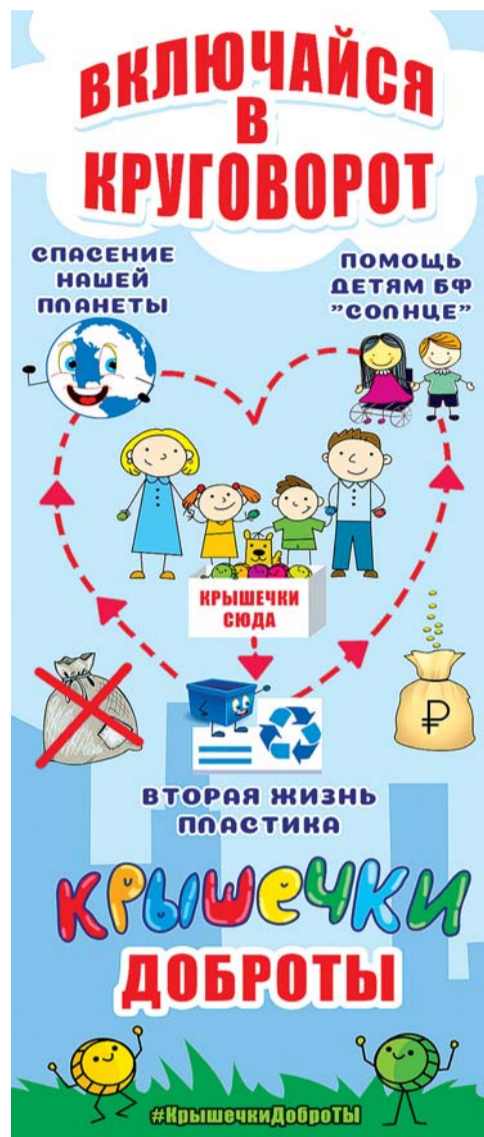 ВКЛЮЧАЙСЯ
В
КРУГОВОРОТ
СПАСЕНИЕ
НАШЕЙ
ПЛАНЕТЫ
ПОМОЩЬ
ДЕТЯМ БФ
"СОЛНЦЕ"
КРЫШЕЧКИ
СЮДА
₽
ВТОРАЯ ЖИЗНЬ
ПЛАСТИКА
КРЫШЕЧКИ
ДОБРОТЫ
#КрышечкиДоброТЫ